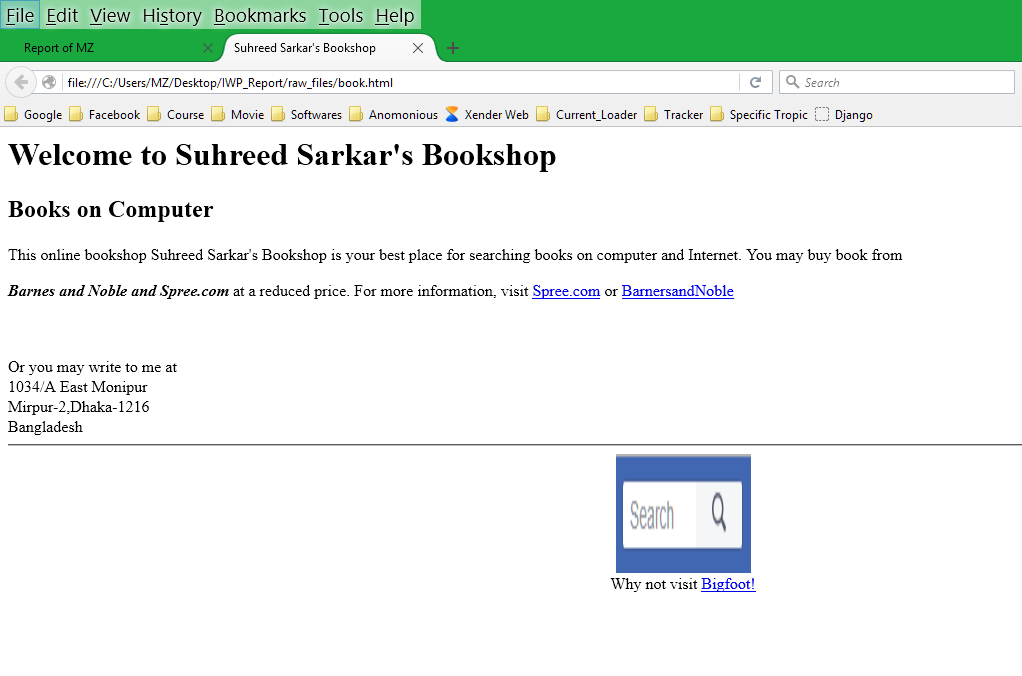 File Edit View History Bookmarks Tools Help
Report of MZ Suhreed Sarkar's Bookshop
file:///C:/Users/MZ/Desktop/IWP_Report/raw_files/book.html Search
Google Facebook Course Movie Softwares Anomonious Xender Web Current_Loader Tracker Specific Tropic Django
Welcome to Suhreed Sarkar's Bookshop
Books on Computer
This online bookshop Suhreed Sarkar's Bookshop is your best place for searching books on computer and Internet. You may buy book from
Barnes and Noble and Spree.com at a reduced price. For more information, visit Spree.com or BarnersandNoble
Or you may write to me at
1034/A East Monipur
Mirpur-2,Dhaka-1216
Bangladesh
Search
Why not visit Bigfoot!